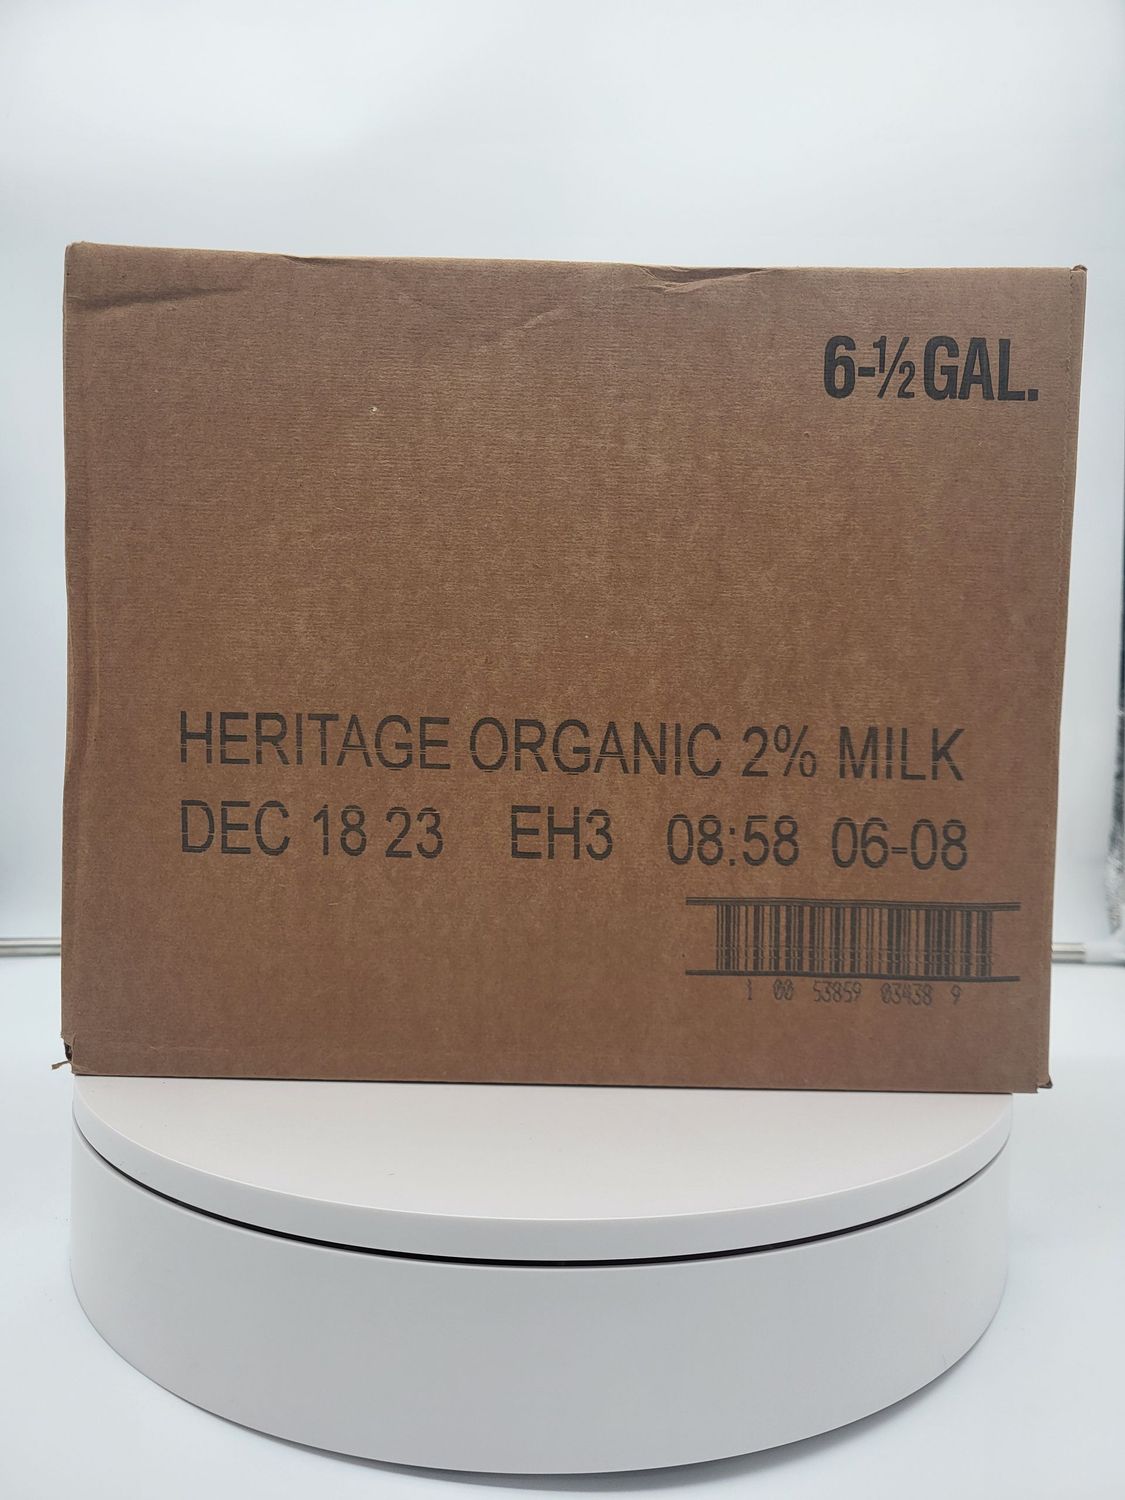 6-½ GAL.
HERITAGE ORGANIC 2% MILK
DEC 18 23 EH3 08:58 06-08
1 00 53859 03438 9